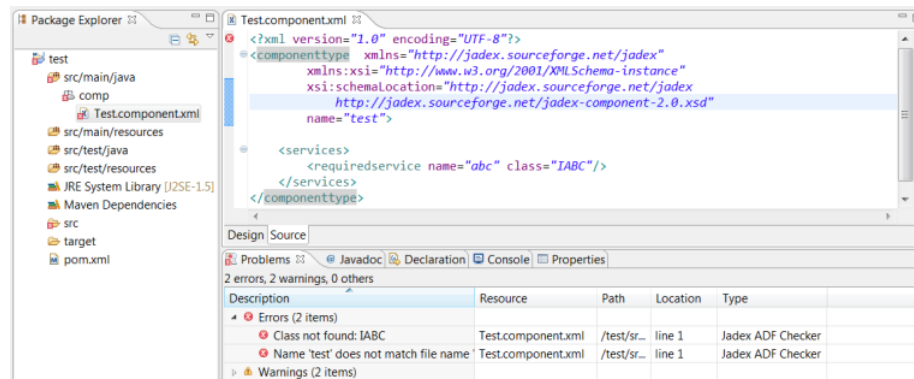 Package Explorer
test
src/main/java
comp
Test.component.xml
src/main/resources
src/test/java
src/test/resources
JRE System Library [J2SE-1.5]
Maven Dependencies
src
target
pom.xml
Test.component.xml
<?xml version="1.0" encoding="UTF-8"?>
<componenttype xmlns="http://jadex.sourceforge.net/jadex"
xmlns:xsi="http://www.w3.org/2001/XMLSchema-instance"
xsi:schemaLocation="http://jadex.sourceforge.net/jadex
http://jadex.sourceforge.net/jadex-component-2.0.xsd"
name="test">
<services>
<requiredservice name="abc" class="IABC"/>
</services>
</componenttype>
Design Source
Problems @ Javadoc Declaration Console Properties
2 errors, 2 warnings, 0 others
Description Resource Path Location Type
Errors (2 items)
Class not found: IABC Test.component.xml /test/sr... line 1 Jadex ADF Checker
Name 'test' does not match file name ' Test.component.xml /test/sr... line 1 Jadex ADF Checker
Warnings (2 items)